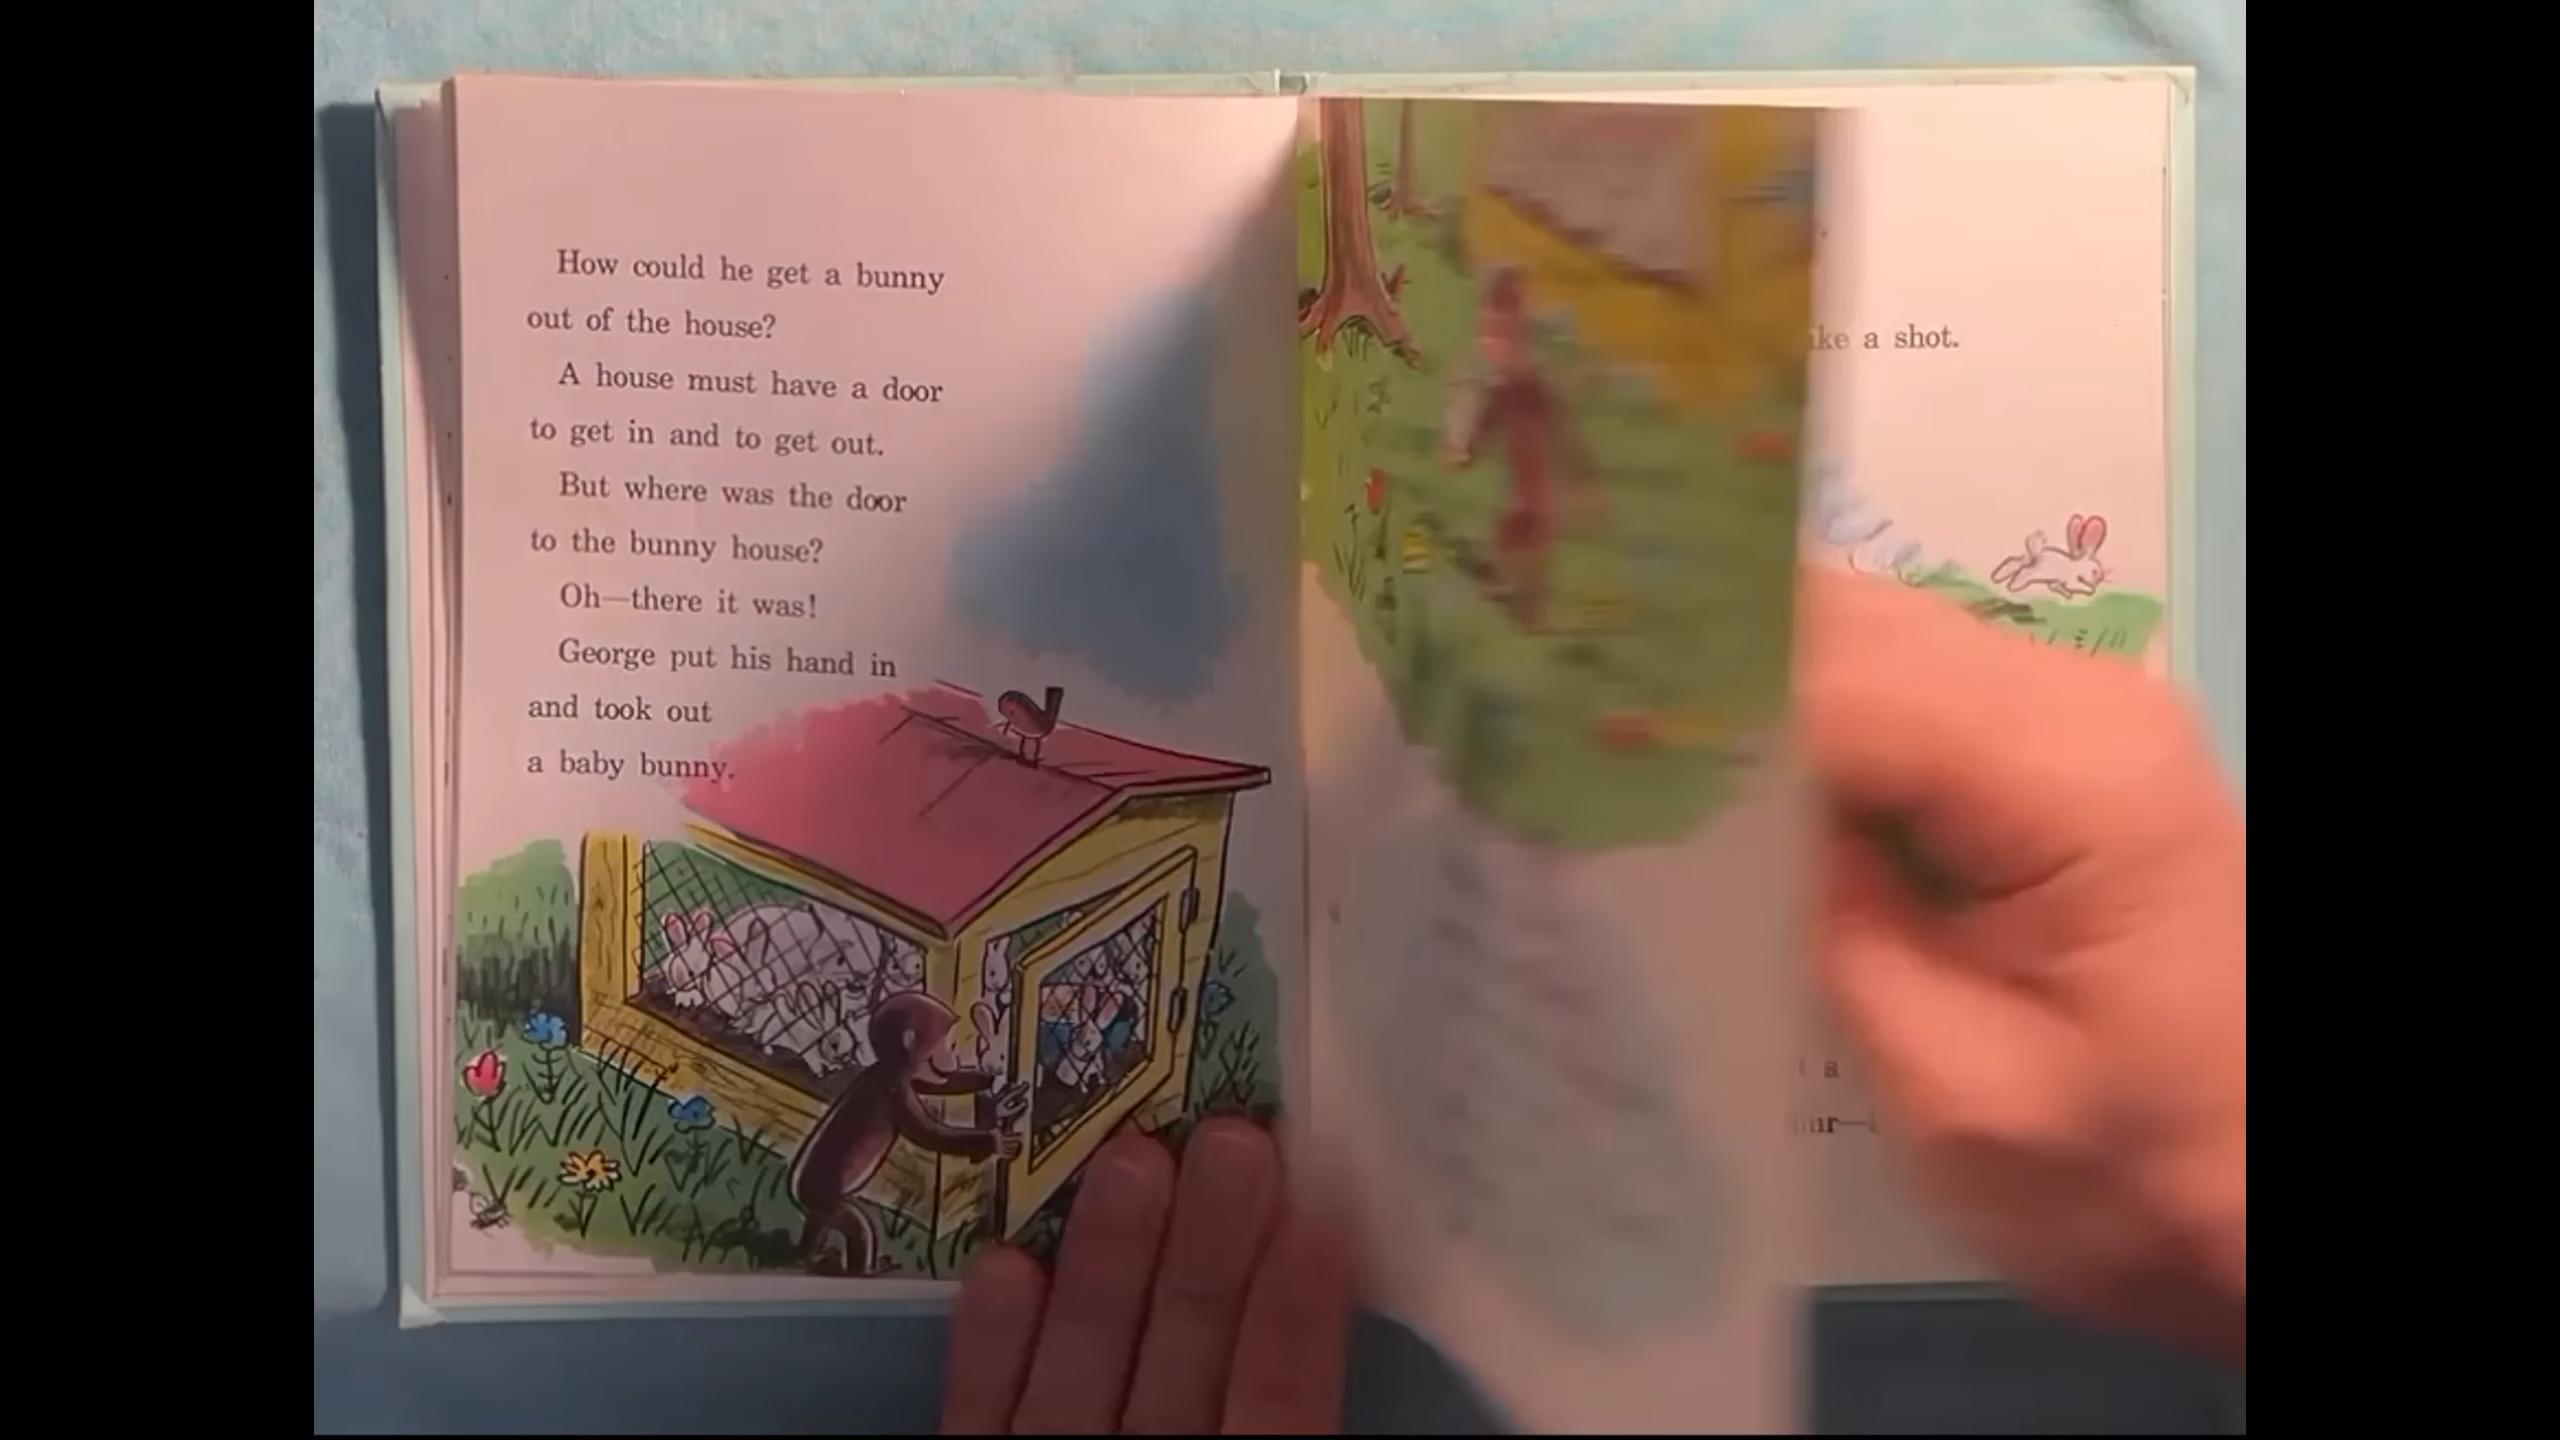 How could he get a bunny
out of the house?
A house must have a door
to get in and to get out.
But where was the door
to the bunny house?
Oh—there it was!
George put his hand in
and took out
a baby bunny.
a shot.
a